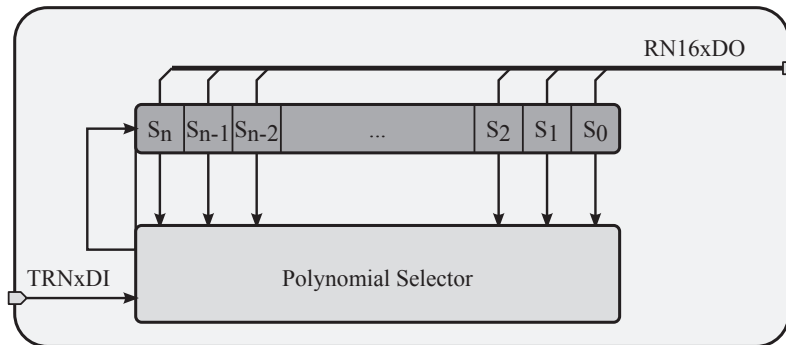 RN16xDO
Sn Sn-1 Sn-2 ... S2 S1 S0
TRNxDI
Polynomial Selector